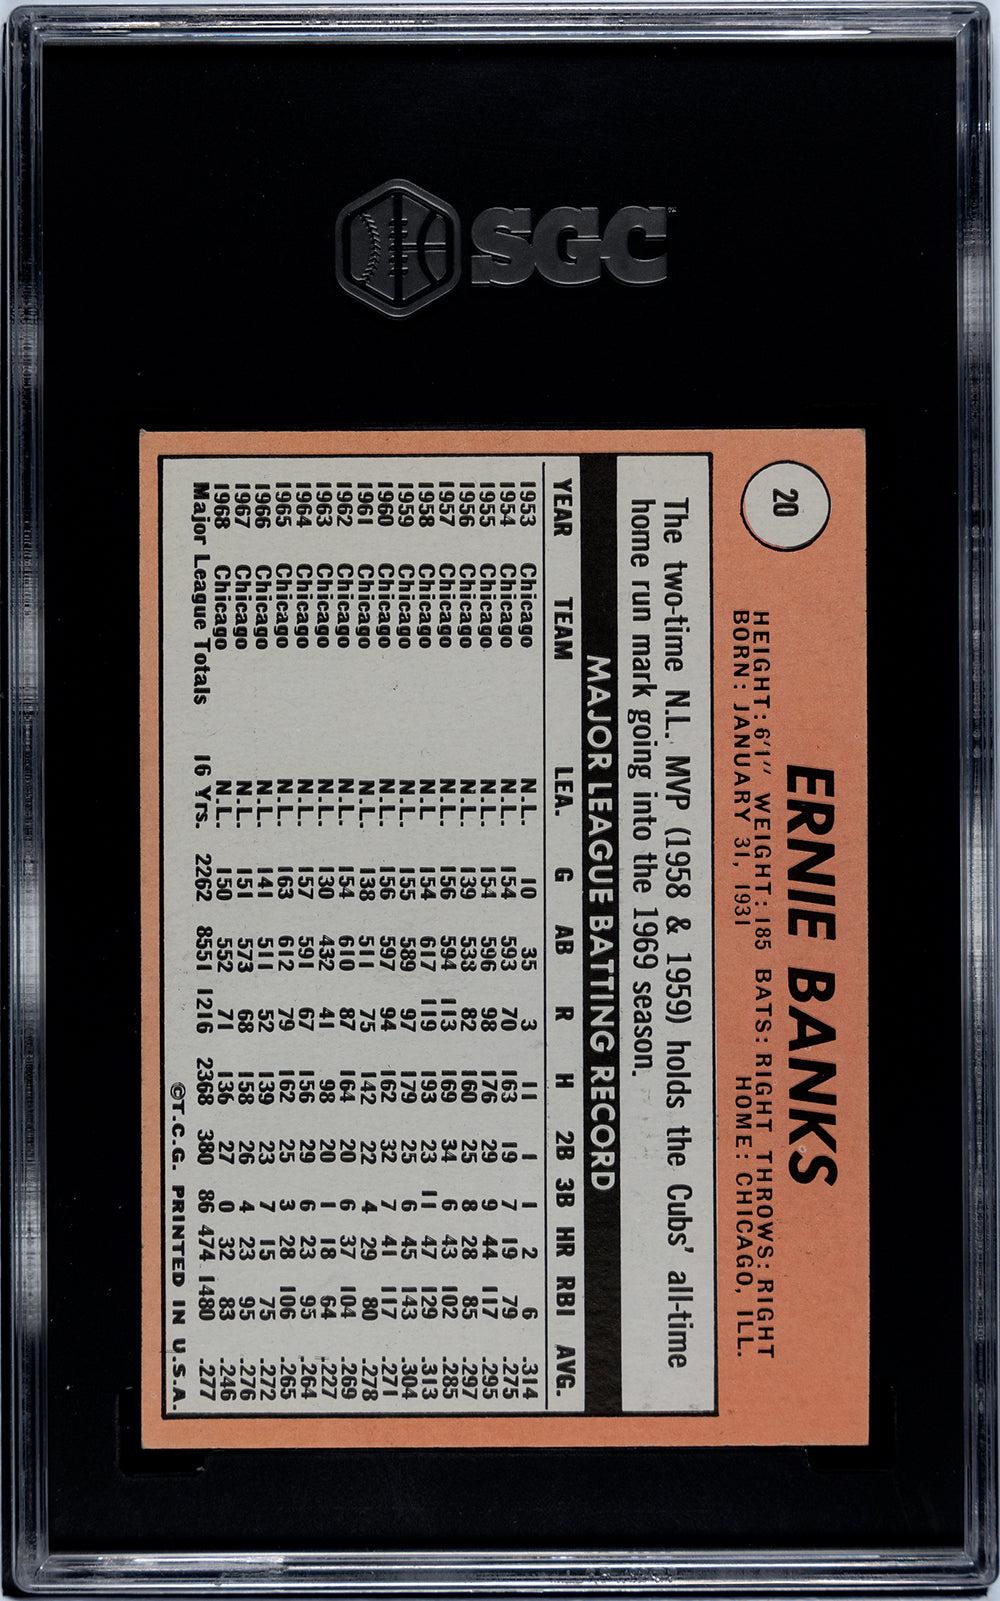 SGC™
20
ERNIE BANKS
HEIGHT: 6'1" WEIGHT: 185 BATS: RIGHT THROWS: RIGHT
BORN: JANUARY 31, 1931 HOME: CHICAGO, ILL.
The two-time N.L. MVP (1958 & 1959) holds the Cubs' all-time
home run mark going into the 1969 season.
MAJOR LEAGUE BATTING RECORD
YEAR TEAM LEA. G AB R H 2B 3B HR RBI AVG.
1953 Chicago N.L. 10 35 3 11 1 1 2 6 .314
1954 Chicago N.L. 154 593 70 163 19 7 19 79 .275
1955 Chicago N.L. 154 596 98 176 29 9 44 117 .295
1956 Chicago N.L. 139 538 82 160 25 8 28 85 .297
1957 Chicago N.L. 156 594 113 169 34 6 43 102 .285
1958 Chicago N.L. 154 617 119 193 23 11 47 129 .313
1959 Chicago N.L. 155 589 97 179 25 6 45 143 .304
1960 Chicago N.L. 156 597 94 162 32 7 41 117 .271
1961 Chicago N.L. 138 511 75 142 22 4 29 80 .278
1962 Chicago N.L. 154 610 87 164 20 6 37 104 .269
1963 Chicago N.L. 130 432 41 98 20 1 18 64 .227
1964 Chicago N.L. 157 591 67 156 29 6 23 95 .264
1965 Chicago N.L. 163 612 79 162 25 3 28 106 .265
1966 Chicago N.L. 141 511 52 139 23 7 15 75 .272
1967 Chicago N.L. 151 573 68 158 26 4 23 95 .276
1968 Chicago N.L. 150 552 71 136 27 0 32 83 .246
Major League Totals 16 Yrs. 2262 8551 1216 2368 380 86 474 1480 .277
©T.C.G. PRINTED IN U.S.A.